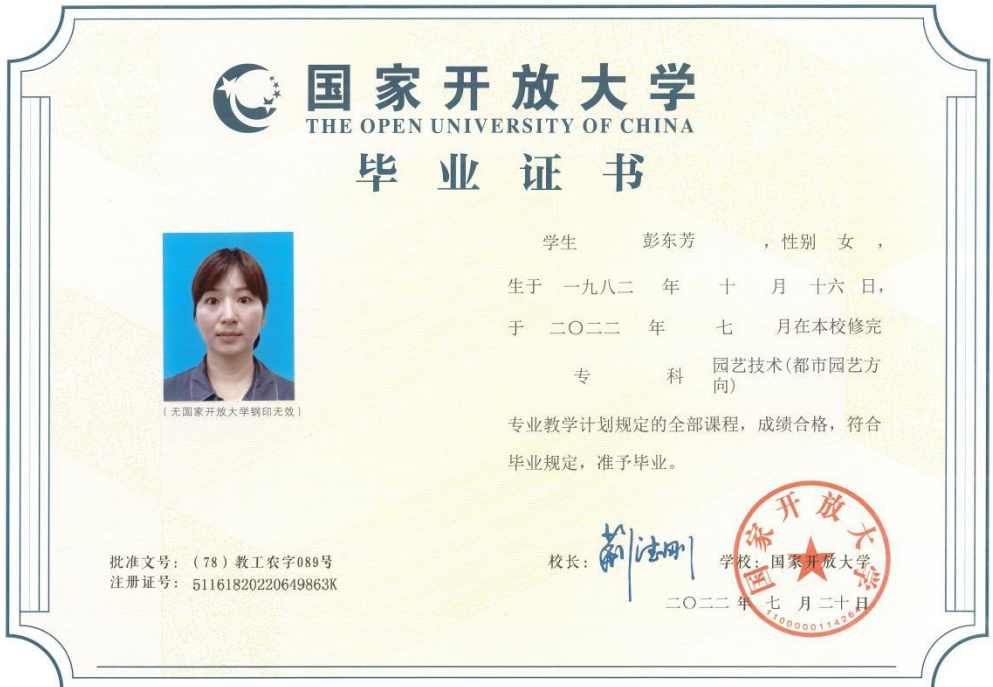 国家开放大学
THE OPEN UNIVERSITY OF CHINA
毕业证书
学生 彭东芳 ，性别 女 ，
生于 一九八二 年 十 月 十六 日，
于 二〇二二 年 七 月在本校修完
专 科 园艺技术(都市园艺方向)
专业教学计划规定的全部课程，成绩合格，符合
毕业规定，准予毕业。
(无国家开放大学钢印无效)
批准文号：（78）教工农字089号
注册证号：511618202206498​63K
校长：荆德刚 学校：国家开放大学
二〇二二 年 七 月 二十 日
国家开放大学